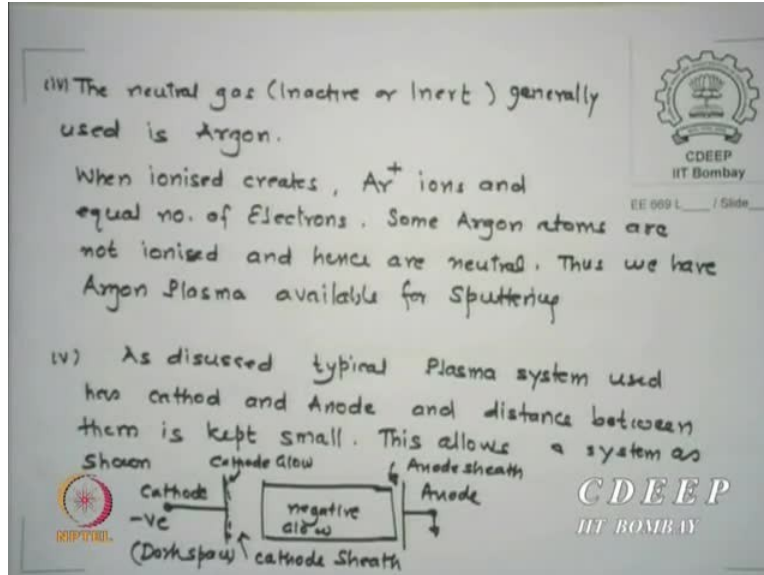 (iv) The neutral gas (Inactive or Inert) generally
used is Argon.
When ionised creates, Ar+ ions and
equal no. of Electrons. Some Argon atoms are
not ionised and hence are neutral. Thus we have
Argon Plasma available for Sputtering
(v) As disussed typical Plasma system used
has cathod and Anode and distance between
them is kept small. This allows a system as
Shown
Cathode Glow
Anode sheath
Cathode
-ve
negative
Glow
Anode
(Darkspace)
cathode Sheath
CDEEP
IIT Bombay
EE 669 L____ / Slide__
NPTEL
CDEEP
IIT BOMBAY